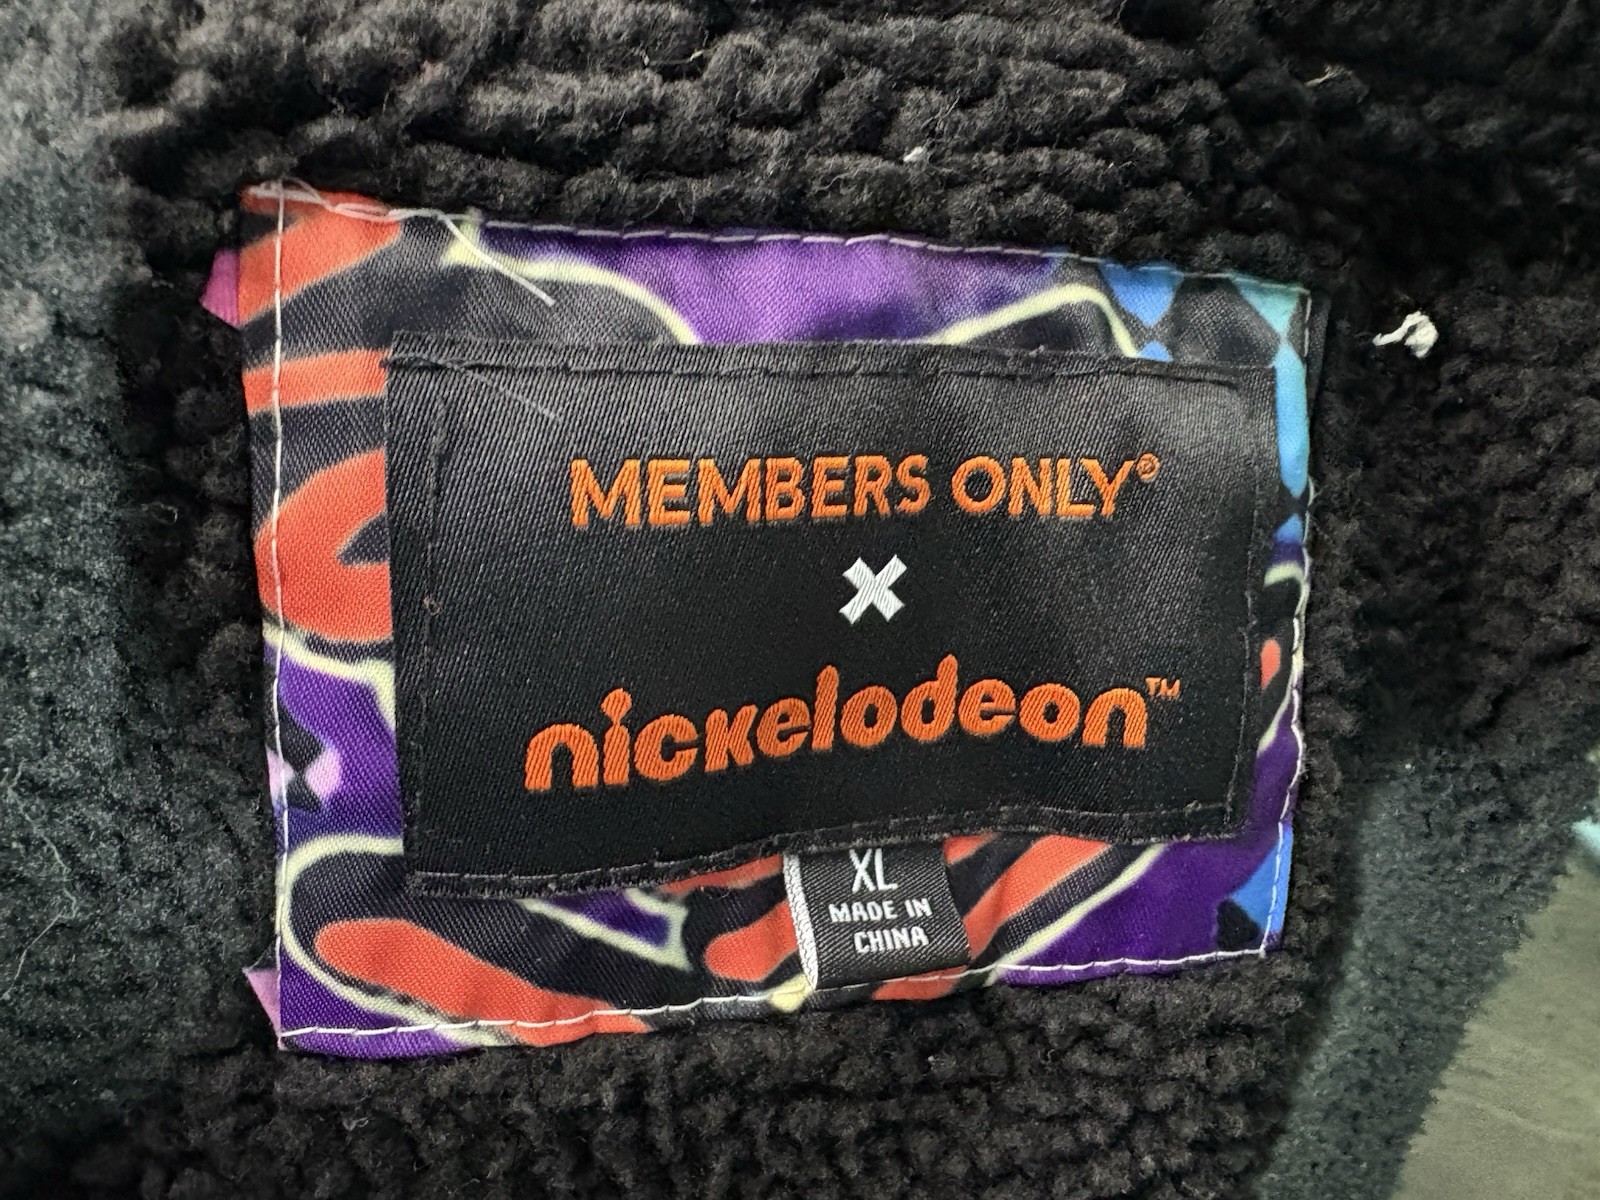 MEMBERS ONLY®
X
nickelodeon™
XL
MADE IN
CHINA